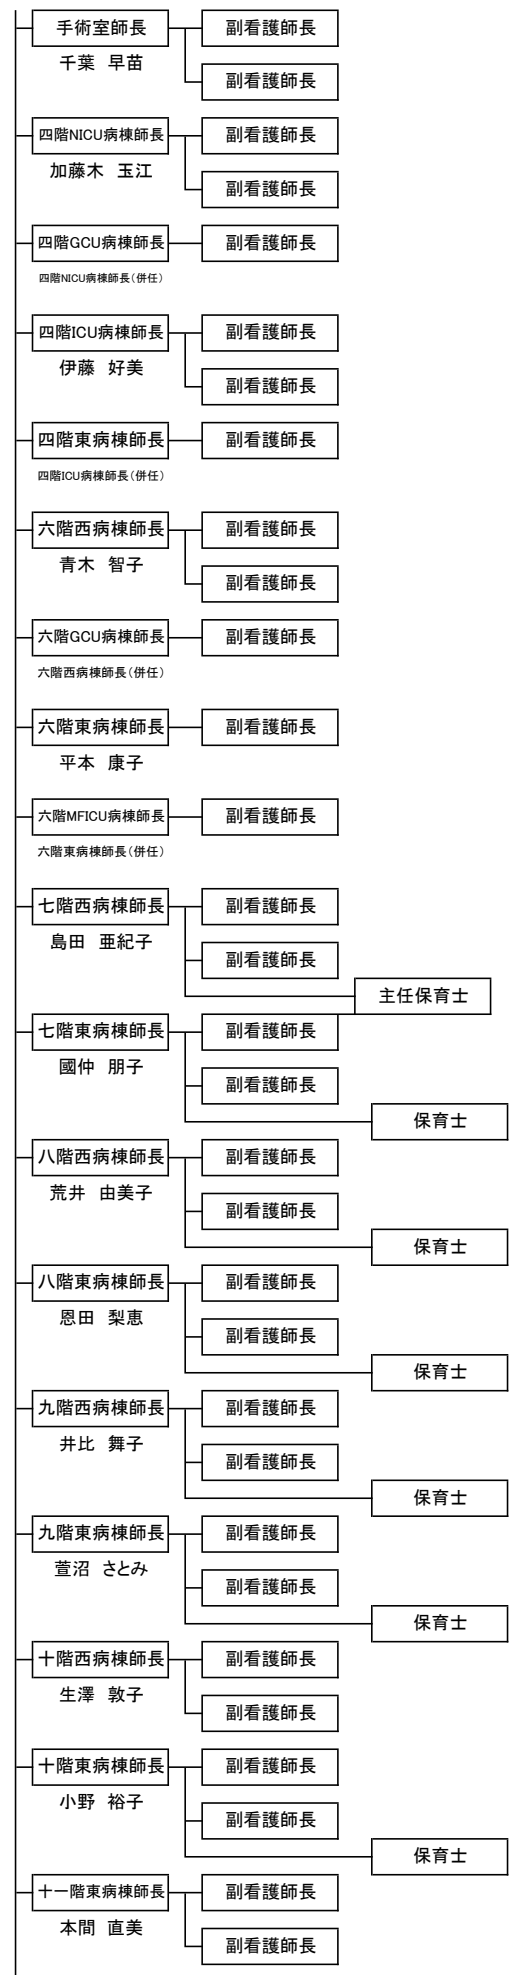 手術室師長 副看護師長
千葉 早苗
副看護師長
四階NICU病棟師長 副看護師長
加藤木 玉江
副看護師長
四階GCU病棟師長 副看護師長
四階NICU病棟師長(併任)
四階ICU病棟師長 副看護師長
伊藤 好美
副看護師長
四階東病棟師長 副看護師長
四階ICU病棟師長(併任)
六階西病棟師長 副看護師長
青木 智子
副看護師長
六階GCU病棟師長 副看護師長
六階西病棟師長(併任)
六階東病棟師長 副看護師長
平本 康子
六階MFICU病棟師長 副看護師長
六階東病棟師長(併任)
七階西病棟師長 副看護師長
島田 亜紀子
副看護師長
主任保育士
七階東病棟師長 副看護師長
國仲 朋子
副看護師長
保育士
八階西病棟師長 副看護師長
荒井 由美子
副看護師長
保育士
八階東病棟師長 副看護師長
恩田 梨恵
副看護師長
保育士
九階西病棟師長 副看護師長
井比 舞子
副看護師長
保育士
九階東病棟師長 副看護師長
萱沼 さとみ
副看護師長
保育士
十階西病棟師長 副看護師長
生澤 敦子
副看護師長
十階東病棟師長 副看護師長
小野 裕子
副看護師長
保育士
十一階東病棟師長 副看護師長
本間 直美
副看護師長